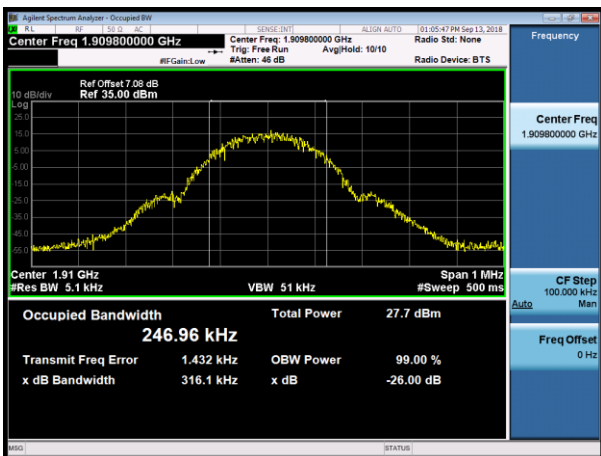 Agilent Spectrum Analyzer - Occupied BW
RL RF 50 Ω AC SENSE:INT ALIGN AUTO 01:05:47 PM Sep 13, 2018
Center Freq 1.909800000 GHz Center Freq: 1.909800000 GHz Radio Std: None Frequency
Trig: Free Run Avg|Hold: 10/10
#IFGain:Low #Atten: 46 dB Radio Device: BTS
Ref Offset 7.08 dB
10 dB/div Ref 35.00 dBm
Log
25.0
15.0
5.00
-5.00
-15.0
-25.0
-35.0
-45.0
-55.0
Center Freq
1.909800000 GHz
Center 1.91 GHz Span 1 MHz
#Res BW 5.1 kHz VBW 51 kHz #Sweep 500 ms
CF Step
100.000 kHz
Auto Man
Occupied Bandwidth Total Power 27.7 dBm
246.96 kHz
Freq Offset
0 Hz
Transmit Freq Error 1.432 kHz OBW Power 99.00 %
x dB Bandwidth 316.1 kHz x dB -26.00 dB
MSG STATUS